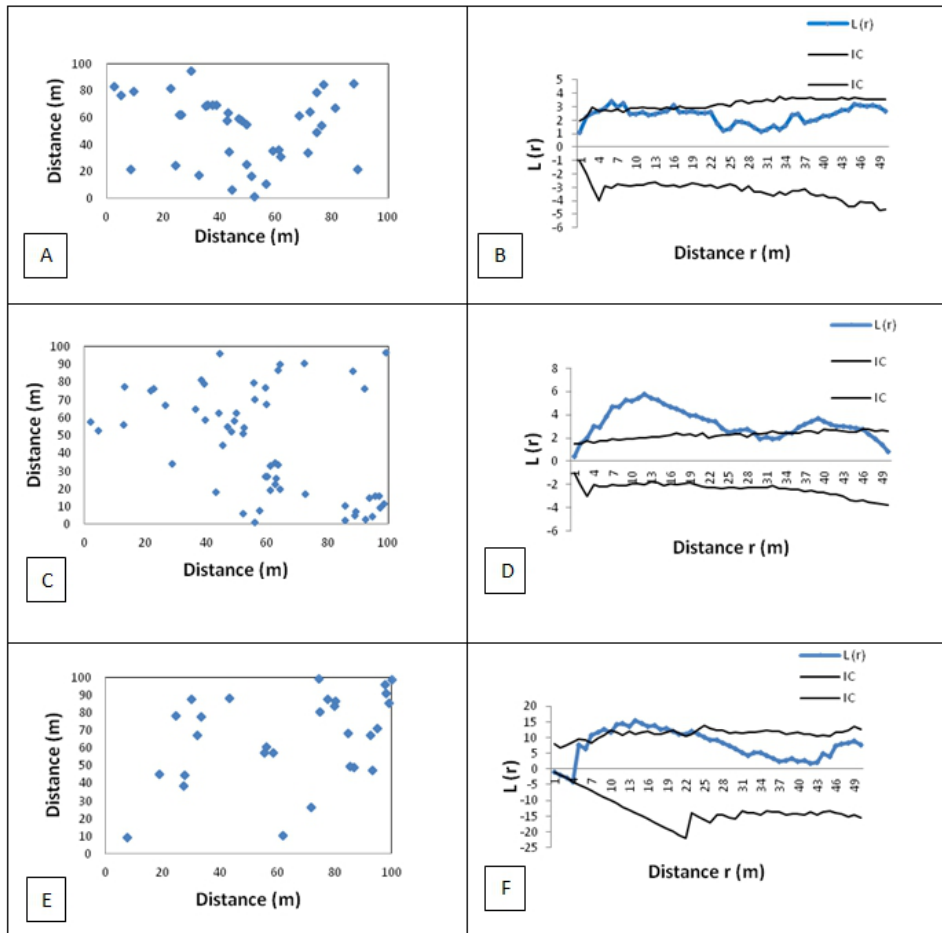 100
80
60
40
20
0
0 20 40 60 80 100
Distance (m)
Distance (m)
A
L(r)
IC
IC
5
4
3
2
1
0
-1
-2
-3
-4
-5
-6
1 4 7 10 13 16 19 22 25 28 31 34 37 40 43 46 49
L (r)
Distance r (m)
B
100
90
80
70
60
50
40
30
20
10
0
0 20 40 60 80 100
Distance (m)
Distance (m)
C
L(r)
IC
IC
8
6
4
2
0
-2
-4
-6
1 4 7 10 13 16 19 22 25 28 31 34 37 40 43 46 49
L (r)
Distance r (m)
D
100
90
80
70
60
50
40
30
20
10
0
0 20 40 60 80 100
Distance (m)
Distance (m)
E
L(r)
IC
IC
20
15
10
5
0
-5
-10
-15
-20
-25
1 4 7 10 13 16 19 22 25 28 31 34 37 40 43 46 49
L (r)
Distance r (m)
F